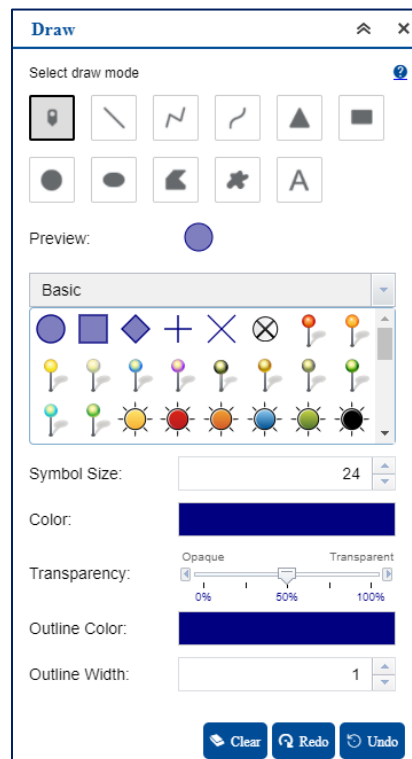 Draw
Select draw mode
A
Preview:
Basic
Symbol Size: 24
Color:
Opaque Transparent
Transparency:
0% 50% 100%
Outline Color:
Outline Width: 1
Clear Redo Undo